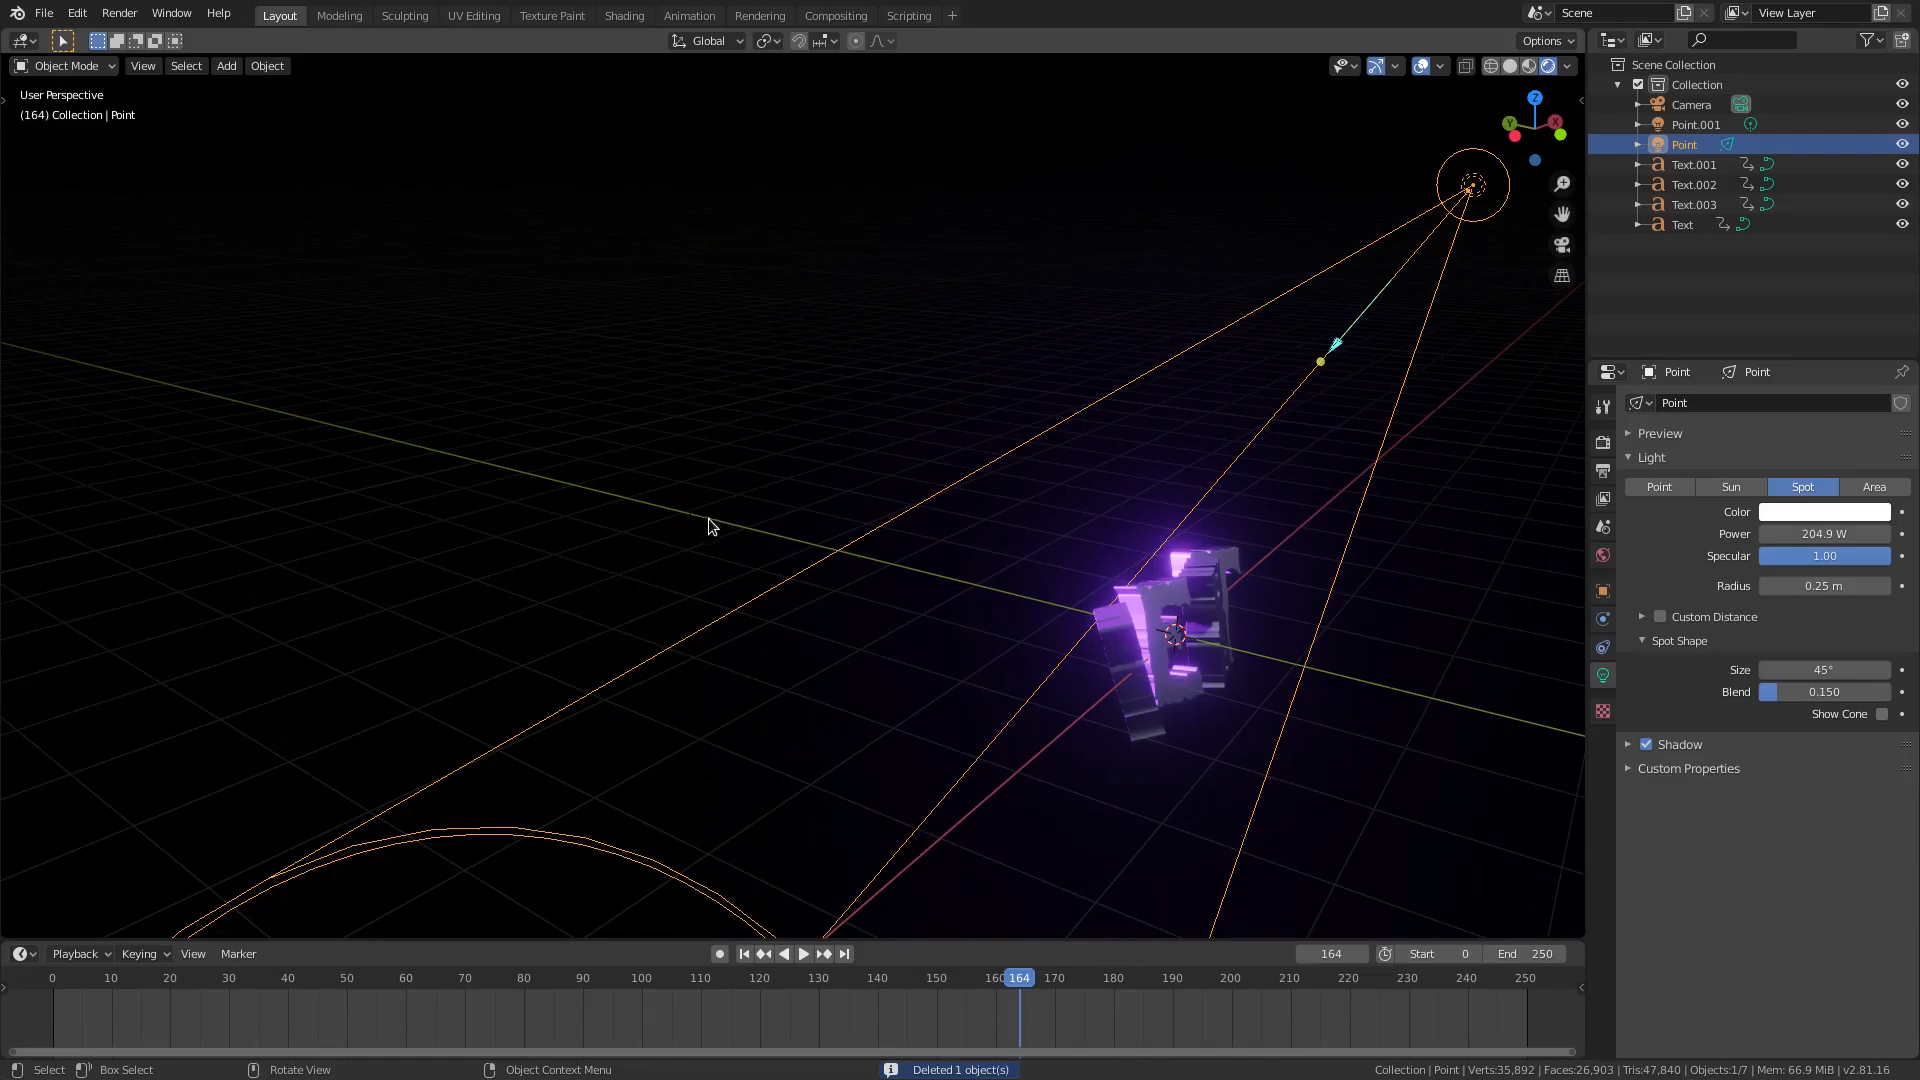 File Edit Render Window Help Layout Modeling Sculpting UV Editing Texture Paint Shading Animation Rendering Compositing Scripting + Scene View Layer
Global Options
Object Mode View Select Add Object
User Perspective
(164) Collection | Point
Z
Y X
Scene Collection
Collection
Camera
Point.001
Point
Text.001
Text.002
Text.003
Text
Point Point
Point
Preview
Light
Point Sun Spot Area
Color
Power 204.9 W
Specular 1.00
Radius 0.25 m
Custom Distance
Spot Shape
Size 45°
Blend 0.150
Show Cone
Shadow
Custom Properties
Playback Keying View Marker 164 Start 0 End 250
0 10 20 30 40 50 60 70 80 90 100 110 120 130 140 150 160 164 170 180 190 200 210 220 230 240 250
Select Box Select Rotate View Object Context Menu Deleted 1 object(s) Collection | Point | Verts:35,892 | Faces:26,903 | Tris:47,840 | Objects:1/7 | Mem: 66.9 MiB | v2.81.16